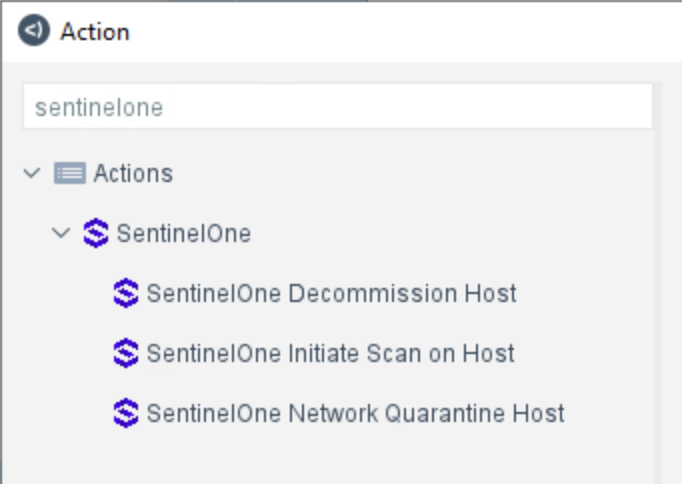 Action
sentinelone
Actions
SentinelOne
SentinelOne Decommission Host
SentinelOne Initiate Scan on Host
SentinelOne Network Quarantine Host